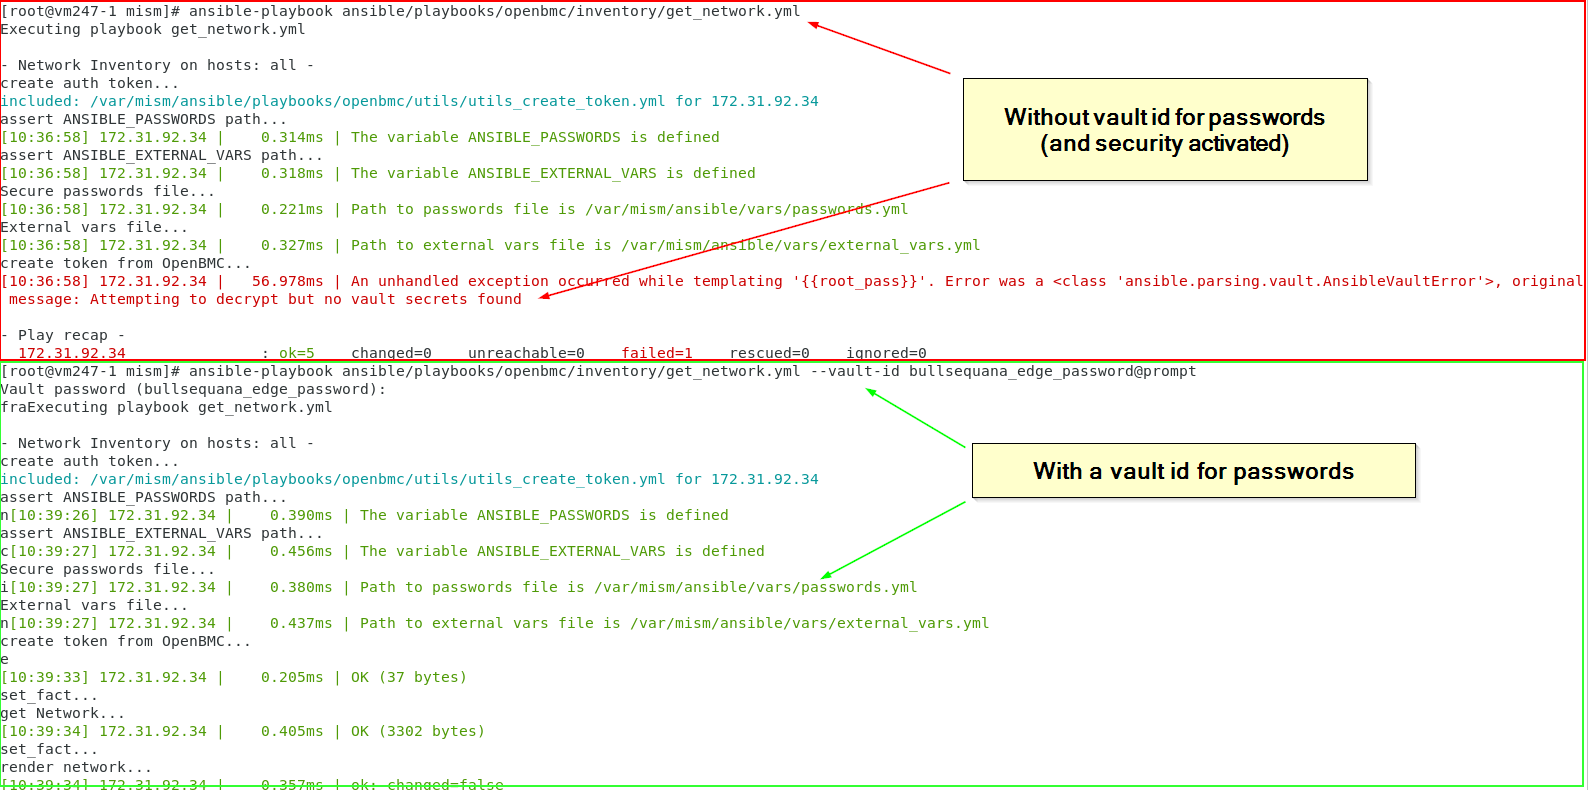 [root@vm247-1 mism]# ansible-playbook ansible/playbooks/openbmc/inventory/get_network.yml
Executing playbook get_network.yml
- Network Inventory on hosts: all -
create auth token...
included: /var/mism/ansible/playbooks/openbmc/utils/utils_create_token.yml for 172.31.92.34
assert ANSIBLE_PASSWORDS path...
[10:36:58] 172.31.92.34 |    0.314ms | The variable ANSIBLE_PASSWORDS is defined
assert ANSIBLE_EXTERNAL_VARS path...
[10:36:58] 172.31.92.34 |    0.318ms | The variable ANSIBLE_EXTERNAL_VARS is defined
Secure passwords file...
[10:36:58] 172.31.92.34 |    0.221ms | Path to passwords file is /var/mism/ansible/vars/passwords.yml
External vars file...
[10:36:58] 172.31.92.34 |    0.327ms | Path to external vars file is /var/mism/ansible/vars/external_vars.yml
create token from OpenBMC...
[10:36:58] 172.31.92.34 |   56.978ms | An unhandled exception occurred while templating '{{root_pass}}'. Error was a <class 'ansible.parsing.vault.AnsibleVaultError'>, original
message: Attempting to decrypt but no vault secrets found
- Play recap -
172.31.92.34               : ok=5    changed=0    unreachable=0    failed=1    rescued=0    ignored=0
Without vault id for passwords
(and security activated)
[root@vm247-1 mism]# ansible-playbook ansible/playbooks/openbmc/inventory/get_network.yml --vault-id bullsequana_edge_password@prompt
Vault password (bullsequana_edge_password):
fraExecuting playbook get_network.yml
- Network Inventory on hosts: all -
create auth token...
included: /var/mism/ansible/playbooks/openbmc/utils/utils_create_token.yml for 172.31.92.34
assert ANSIBLE_PASSWORDS path...
n[10:39:26] 172.31.92.34 |    0.390ms | The variable ANSIBLE_PASSWORDS is defined
assert ANSIBLE_EXTERNAL_VARS path...
c[10:39:27] 172.31.92.34 |    0.456ms | The variable ANSIBLE_EXTERNAL_VARS is defined
Secure passwords file...
i[10:39:27] 172.31.92.34 |    0.380ms | Path to passwords file is /var/mism/ansible/vars/passwords.yml
External vars file...
n[10:39:27] 172.31.92.34 |    0.437ms | Path to external vars file is /var/mism/ansible/vars/external_vars.yml
create token from OpenBMC...
e
[10:39:33] 172.31.92.34 |    0.205ms | OK (37 bytes)
set_fact...
get Network...
[10:39:34] 172.31.92.34 |    0.405ms | OK (3302 bytes)
set_fact...
render network...
[10:39:34] 172.31.92.34 |    0.357ms | ok: changed=false
With a vault id for passwords